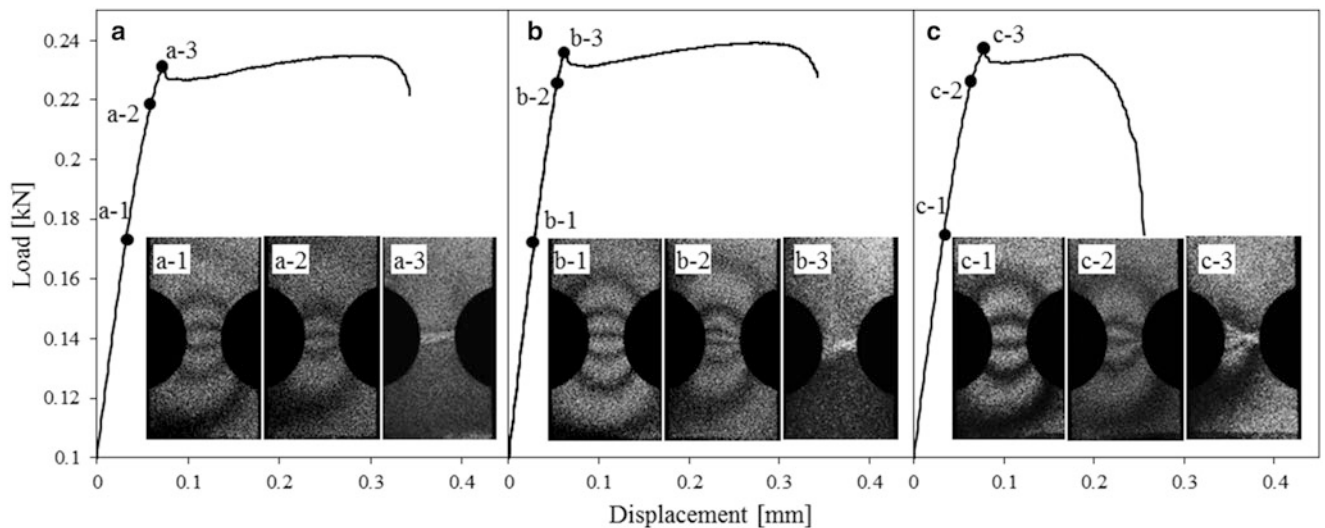 Load [kN]
0.24
0.22
0.2
0.18
0.16
0.14
0.12
0.1
a
a-3
a-2
a-1
a-1
a-2
a-3
0
0.1
0.2
0.3
0.4
b
b-3
b-2
b-1
b-1
b-2
b-3
0
0.1
0.2
0.3
0.4
c
c-3
c-2
c-1
c-1
c-2
c-3
0
0.1
0.2
0.3
0.4
Displacement [mm]